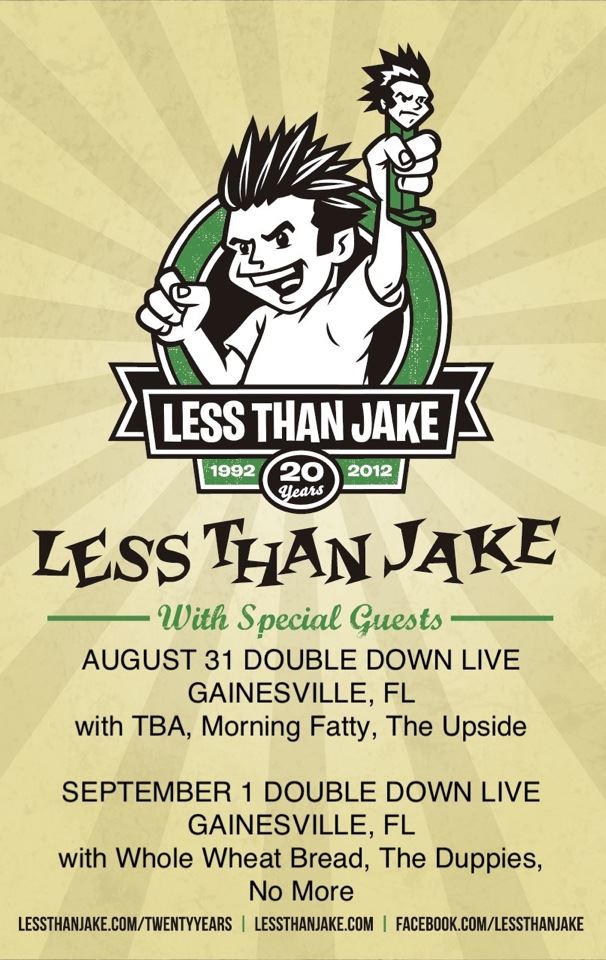 LESS THAN JAKE
1992 20 2012
Years
LESS THAN JAKE
With Special Guests
AUGUST 31 DOUBLE DOWN LIVE
GAINESVILLE, FL
with TBA, Morning Fatty, The Upside
SEPTEMBER 1 DOUBLE DOWN LIVE
GAINESVILLE, FL
with Whole Wheat Bread, The Duppies,
No More
LESSTHANJAKE.COM/TWENTYYEARS | LESSTHANJAKE.COM | FACEBOOK.COM/LESSTHANJAKE